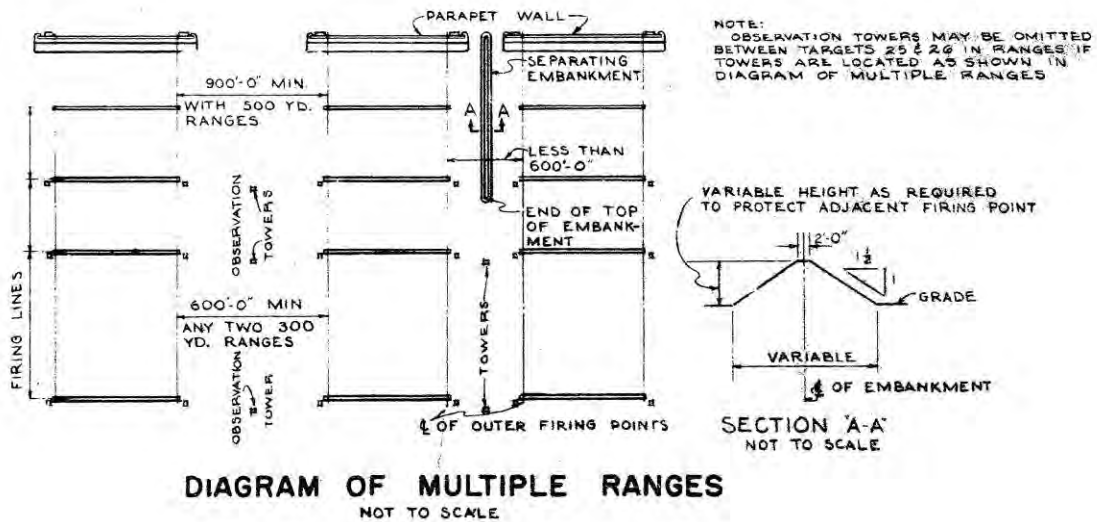 PARAPET WALL
NOTE:
OBSERVATION TOWERS MAY BE OMITTED
BETWEEN TARGETS 25 & 26 IN RANGES IF
TOWERS ARE LOCATED AS SHOWN IN
DIAGRAM OF MULTIPLE RANGES
SEPARATING
EMBANKMENT
900'-0" MIN
WITH 500 YD.
RANGES
A A
LESS THAN
600'-0"
OBSERVATION
TOWERS
END OF TOP
OF EMBANK-
MENT
VARIABLE HEIGHT AS REQUIRED
TO PROTECT ADJACENT FIRING POINT
2'-0"
1 1/2
1
GRADE
VARIABLE
℄ OF EMBANKMENT
SECTION "A-A"
NOT TO SCALE
FIRING LINES
600'-0" MIN
ANY TWO 300
YD. RANGES
TOWERS
OBSERVATION
TOWER
℄ OF OUTER FIRING POINTS
DIAGRAM OF MULTIPLE RANGES
NOT TO SCALE